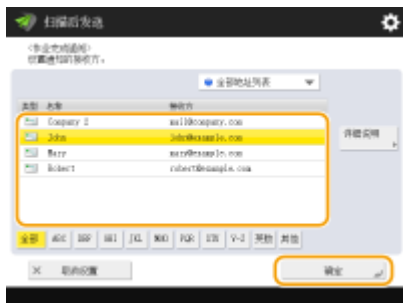 扫描后发送
<作业完成通知>
设置通知的接收方。
全部地址列表
类型 名称 接收方
Company I mail@company.com
John John@example.com
Mary mary@example.com
Robert robert@example.com
详细说明
全部 ABC DEF GHI JKL MNO PQR STU V-Z 英数 其他
× 取消设置
确定